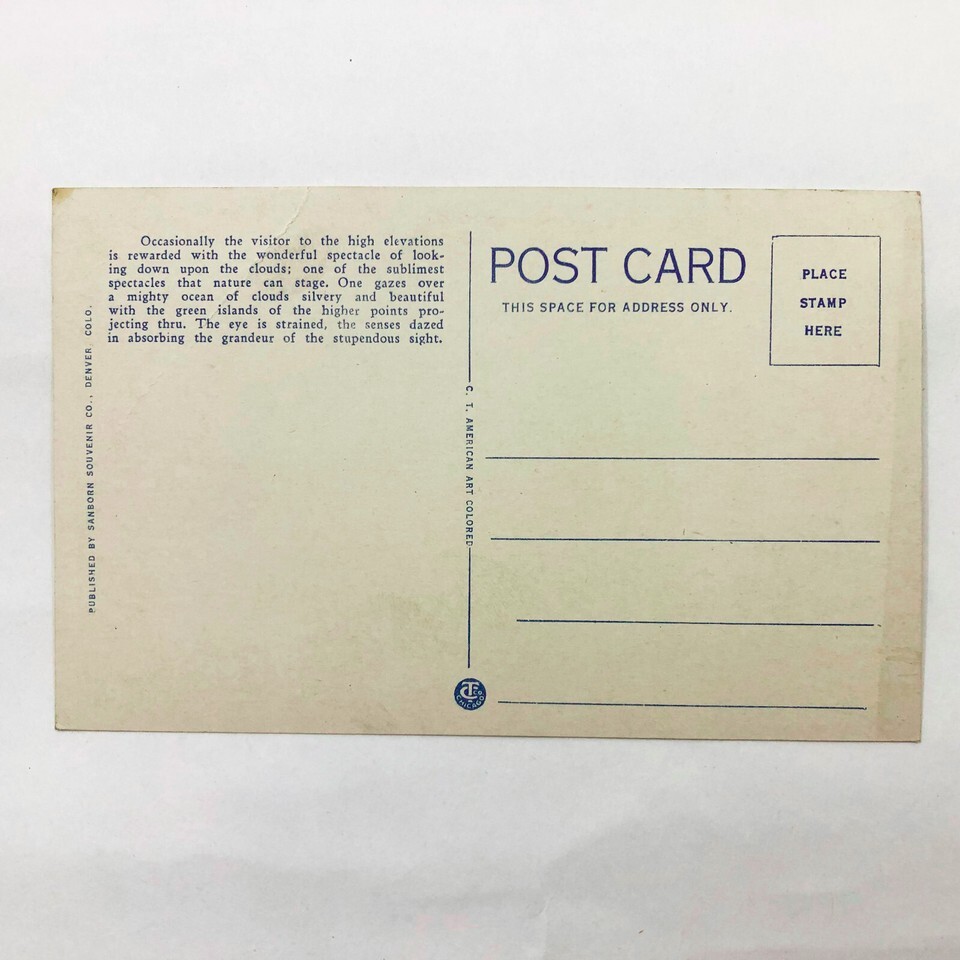 Occasionally the visitor to the high elevations
is rewarded with the wonderful spectacle of look-
ing down upon the clouds; one of the sublimest
spectacles that nature can stage. One gazes over
a mighty ocean of clouds silvery and beautiful
with the green islands of the higher points pro-
jecting thru. The eye is strained, the senses dazed
in absorbing the grandeur of the stupendous sight.
PUBLISHED BY SANBORN SOUVENIR CO., DENVER, COLO.
C. T. AMERICAN ART COLORED
CT CO
CHICAGO
POST CARD
THIS SPACE FOR ADDRESS ONLY.
PLACE
STAMP
HERE